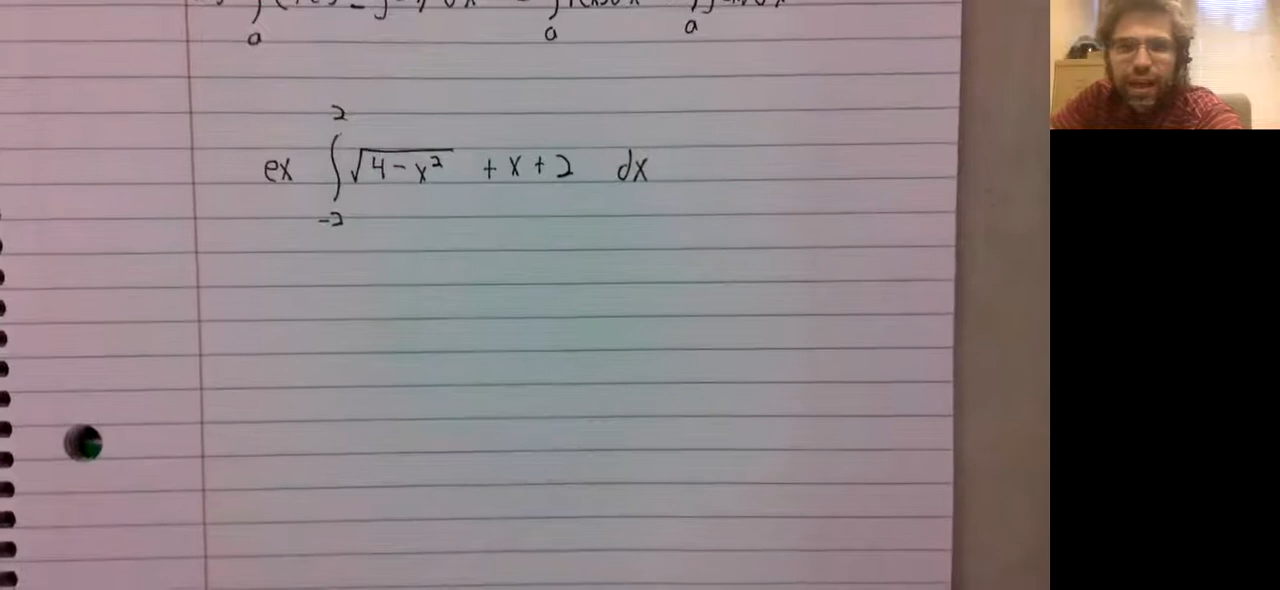 a a a
ex ∫_{-2}^{2} √(4-x²) + x + 2 dx